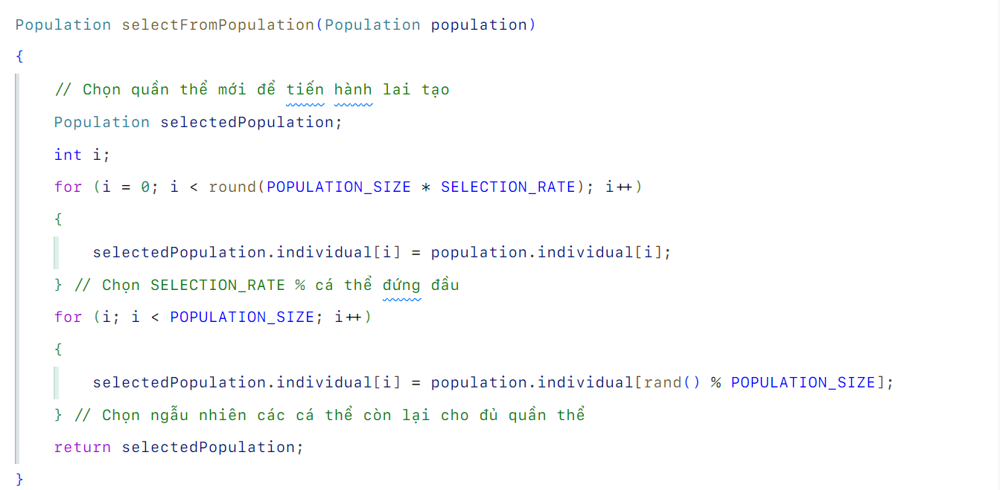 Population selectFromPopulation(Population population)
{
// Chọn quần thể mới để tiến hành lai tạo
Population selectedPopulation;
int i;
for (i = 0; i < round(POPULATION_SIZE * SELECTION_RATE); i++)
{
selectedPopulation.individual[i] = population.individual[i];
} // Chọn SELECTION_RATE % cá thể đứng đầu
for (i; i < POPULATION_SIZE; i++)
{
selectedPopulation.individual[i] = population.individual[rand() % POPULATION_SIZE];
} // Chọn ngẫu nhiên các cá thể còn lại cho đủ quần thể
return selectedPopulation;
}